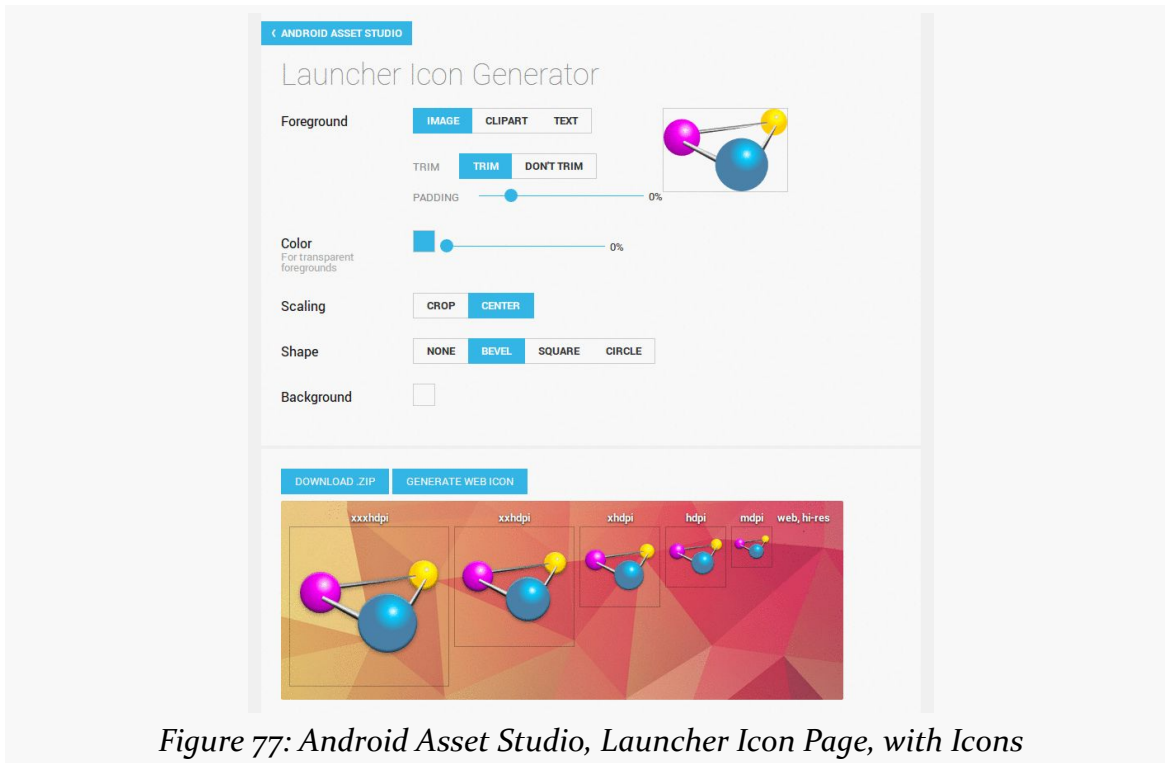 ‹ ANDROID ASSET STUDIO
Launcher Icon Generator
Foreground IMAGE CLIPART TEXT
TRIM TRIM DON'T TRIM
PADDING 0%
Color 0%
For transparent
foregrounds
Scaling CROP CENTER
Shape NONE BEVEL SQUARE CIRCLE
Background
DOWNLOAD .ZIP GENERATE WEB ICON
xxxhdpi xxhdpi xhdpi hdpi mdpi web, hi-res
Figure 77: Android Asset Studio, Launcher Icon Page, with Icons